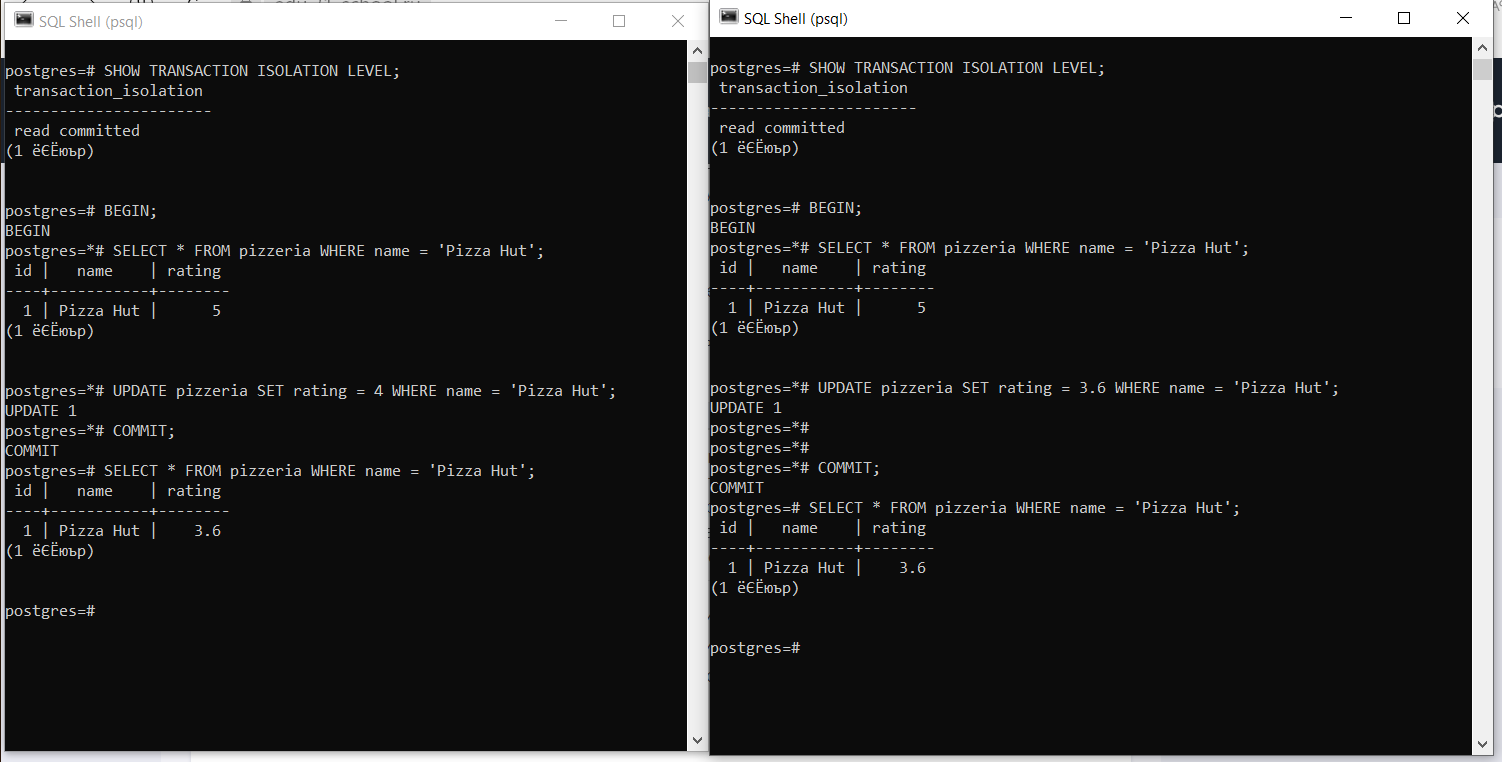 SQL Shell (psql)
postgres=# SHOW TRANSACTION ISOLATION LEVEL;
transaction_isolation
-----------------------
read committed
(1 ёЄЁюър)
postgres=# BEGIN;
BEGIN
postgres=*# SELECT * FROM pizzeria WHERE name = 'Pizza Hut';
id |   name    | rating
----+-----------+--------
1 | Pizza Hut |      5
(1 ёЄЁюър)
postgres=*# UPDATE pizzeria SET rating = 4 WHERE name = 'Pizza Hut';
UPDATE 1
postgres=*# COMMIT;
COMMIT
postgres=# SELECT * FROM pizzeria WHERE name = 'Pizza Hut';
id |   name    | rating
----+-----------+--------
1 | Pizza Hut |    3.6
(1 ёЄЁюър)
postgres=#
SQL Shell (psql)
postgres=# SHOW TRANSACTION ISOLATION LEVEL;
transaction_isolation
-----------------------
read committed
(1 ёЄЁюър)
postgres=# BEGIN;
BEGIN
postgres=*# SELECT * FROM pizzeria WHERE name = 'Pizza Hut';
id |   name    | rating
----+-----------+--------
1 | Pizza Hut |      5
(1 ёЄЁюър)
postgres=*# UPDATE pizzeria SET rating = 3.6 WHERE name = 'Pizza Hut';
UPDATE 1
postgres=*#
postgres=*#
postgres=*# COMMIT;
COMMIT
postgres=# SELECT * FROM pizzeria WHERE name = 'Pizza Hut';
id |   name    | rating
----+-----------+--------
1 | Pizza Hut |    3.6
(1 ёЄЁюър)
postgres=#